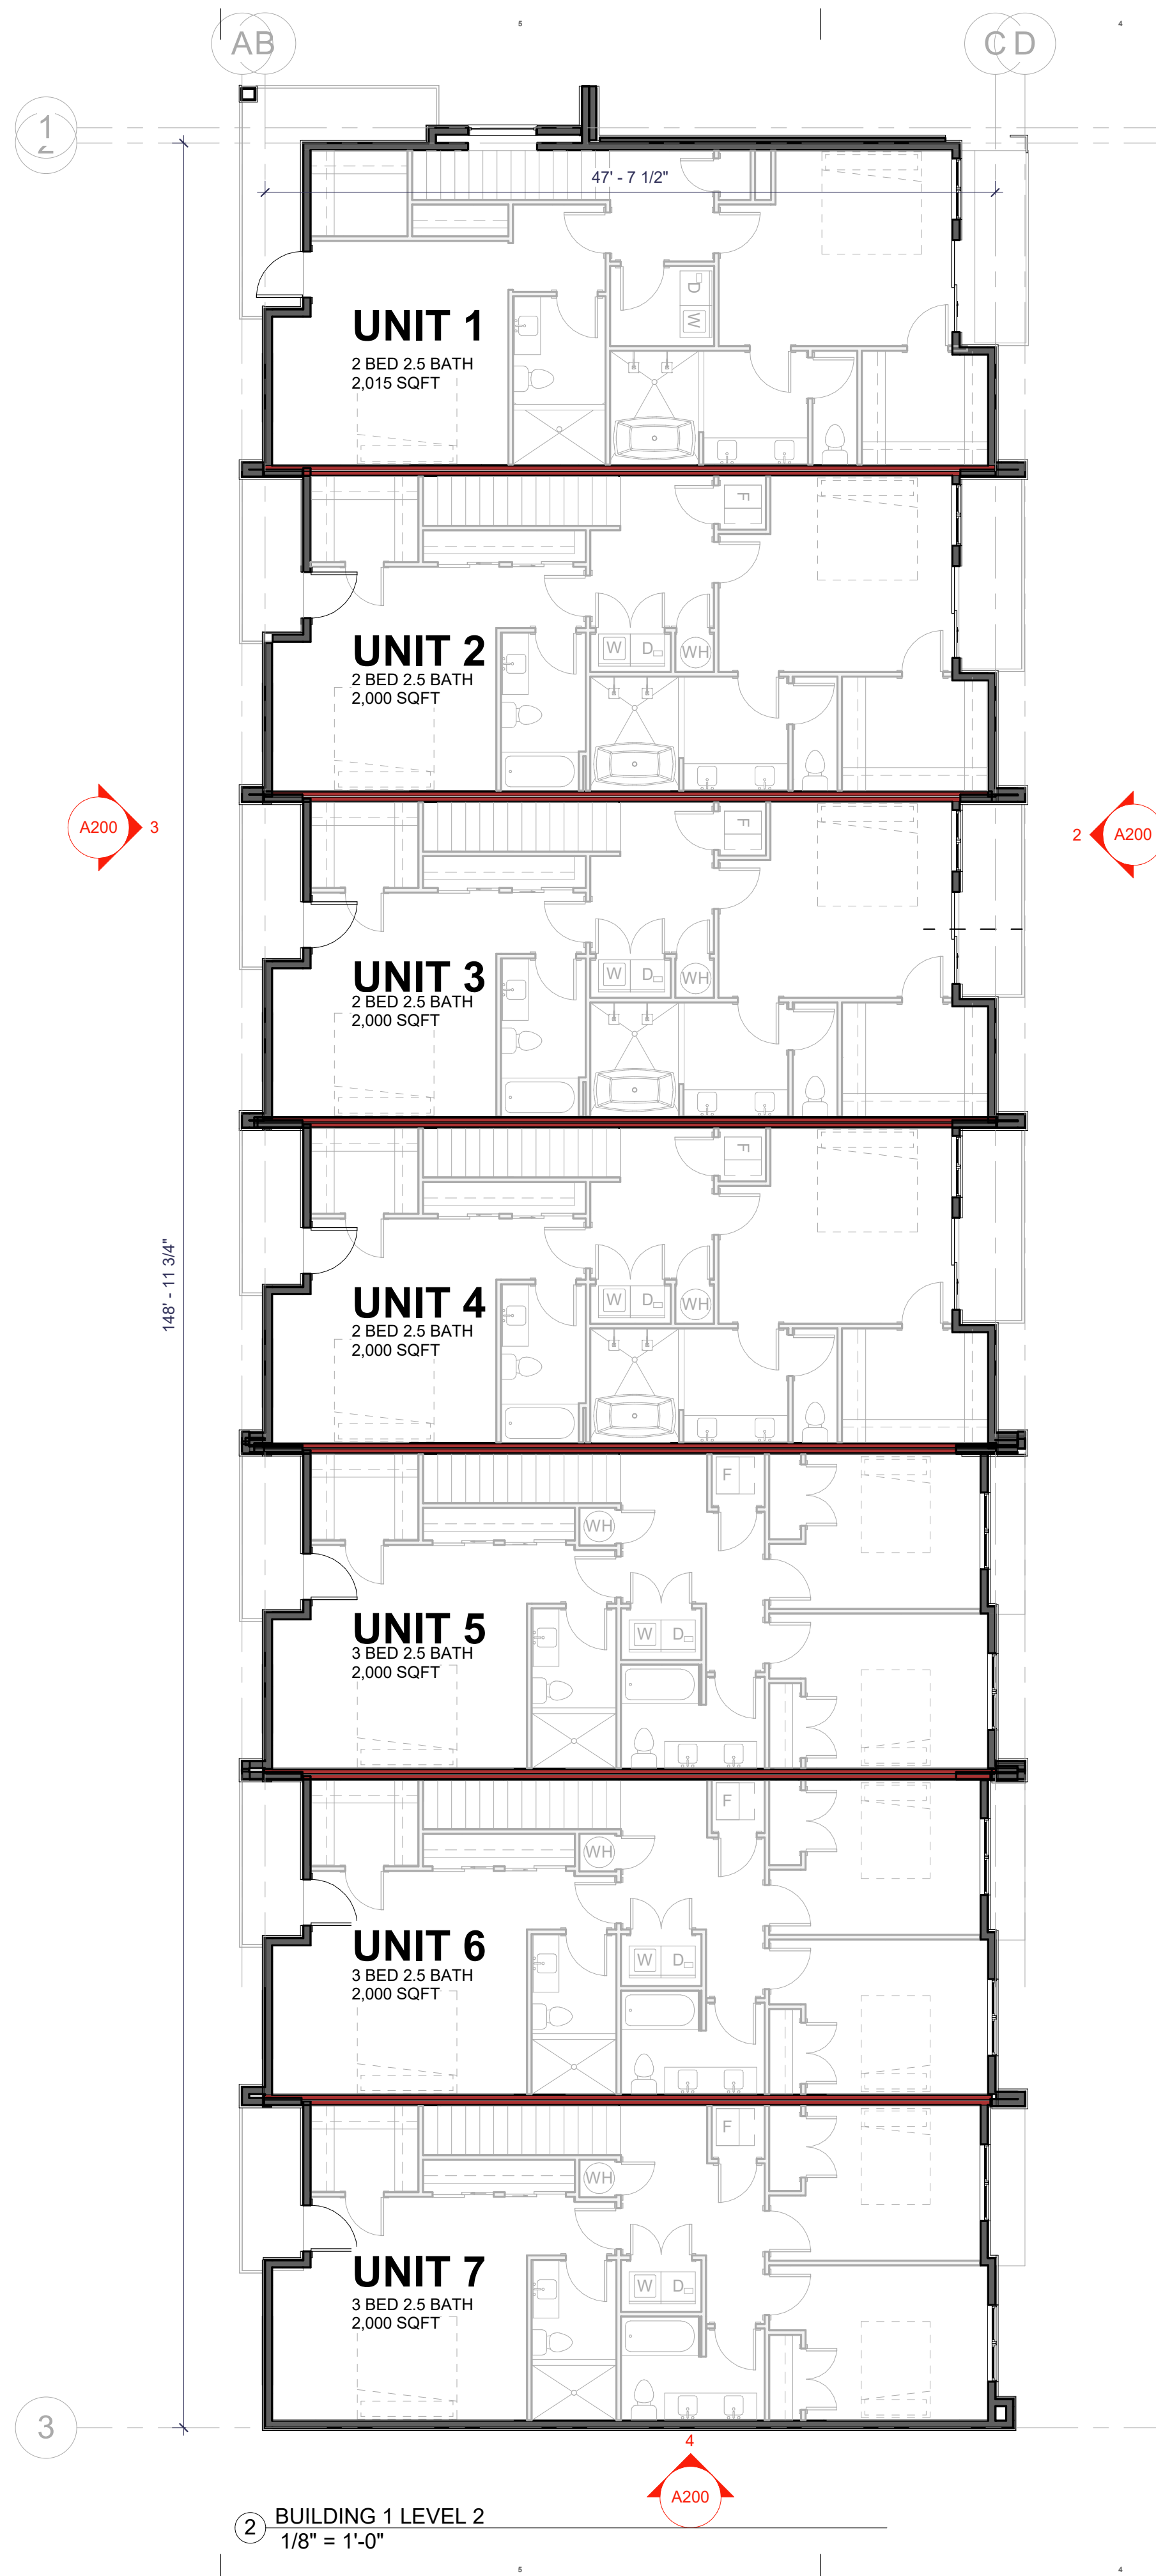 5
4
A
B
C
D
1
2
47' - 7 1/2"
D
W
UNIT 1
2 BED 2.5 BATH
2,015 SQFT
F
W
D
WH
UNIT 2
2 BED 2.5 BATH
2,000 SQFT
A200
3
2
A200
F
W
D
WH
UNIT 3
2 BED 2.5 BATH
2,000 SQFT
148' - 11 3/4"
F
W
D
WH
UNIT 4
2 BED 2.5 BATH
2,000 SQFT
F
WH
W
D
UNIT 5
3 BED 2.5 BATH
2,000 SQFT
F
WH
W
D
UNIT 6
3 BED 2.5 BATH
2,000 SQFT
F
WH
W
D
UNIT 7
3 BED 2.5 BATH
2,000 SQFT
3
4
A200
2
BUILDING 1 LEVEL 2
1/8" = 1'-0"
5
4